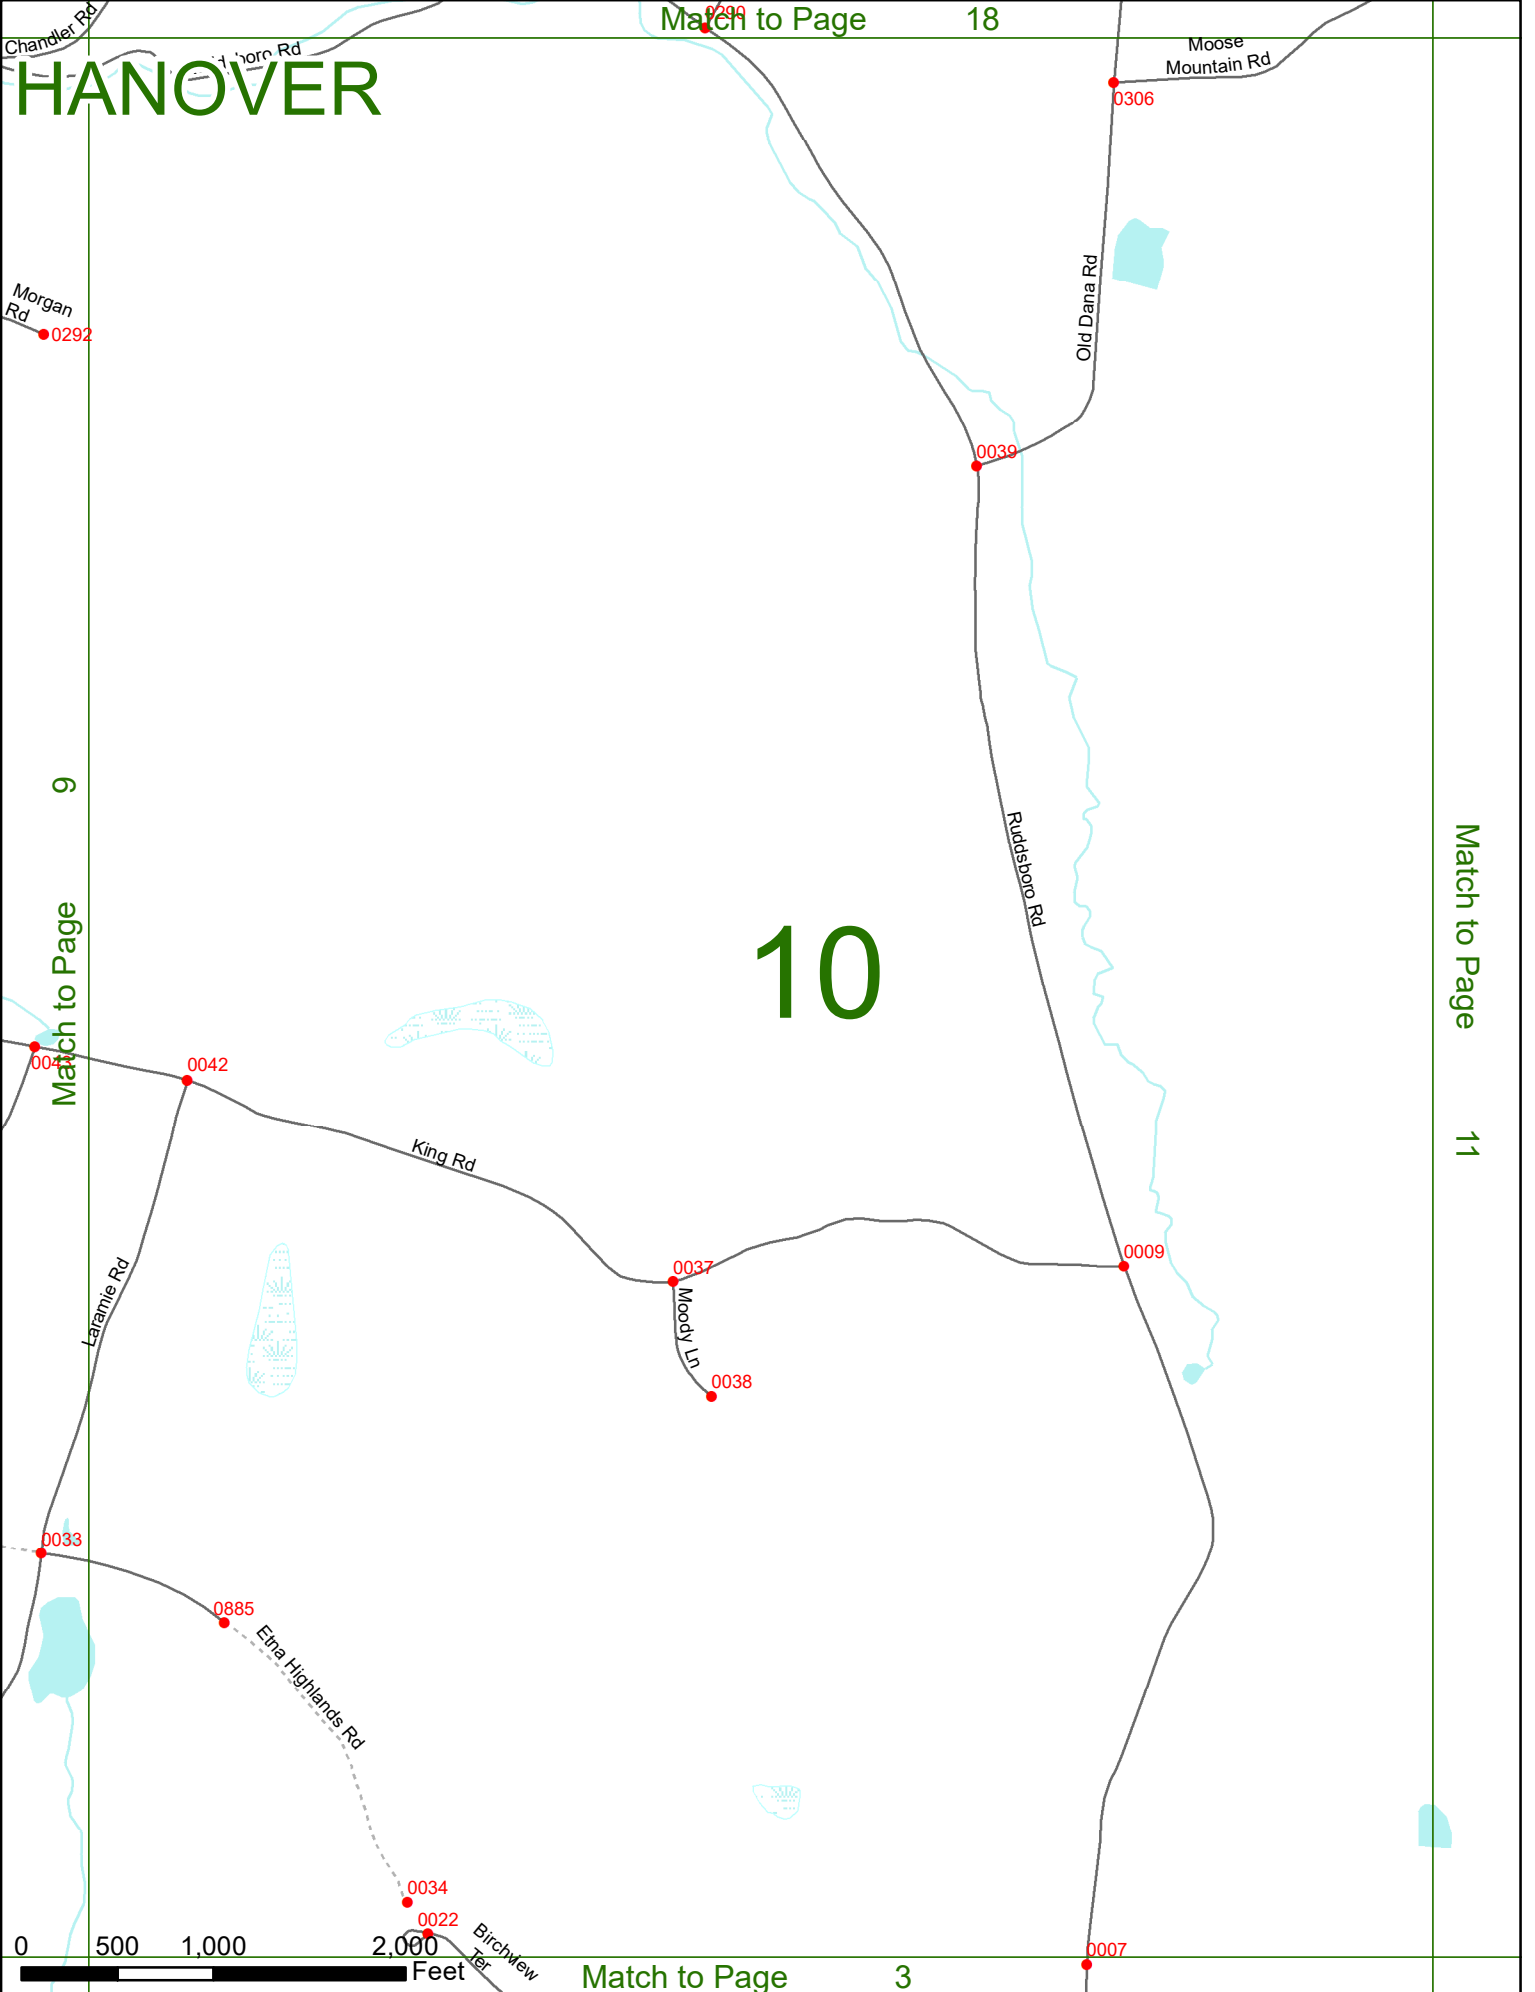 0290
Match to Page 18
Chandler Rd
Moose
Mountain Rd
HANOVER
0306
Old Dana Rd
Morgan
Rd
0292
0039
Match to Page 9
Ruddsboro Rd
Match to Page 11
10
0043
0042
King Rd
0009
0037
Moody Ln
Laramie Rd
0038
0033
0885
Etna Highlands Rd
0034
0022
Birchview
Ter
0 500 1,000 2,000
Feet
0007
Match to Page 3